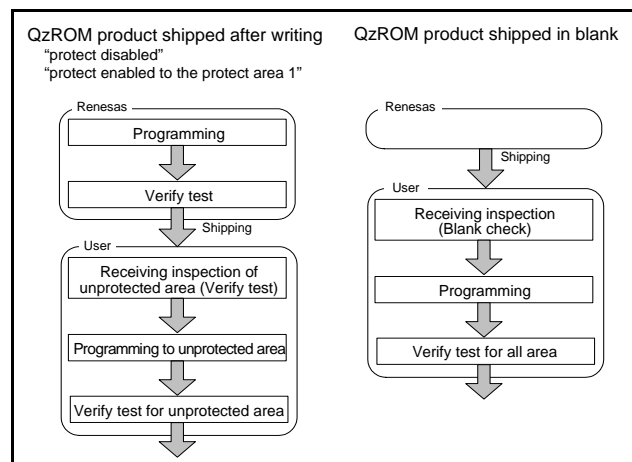 QzROM product shipped after writing
“protect disabled”
“protect enabled to the protect area 1”
Renesas
Programming
Verify test
Shipping
User
Receiving inspection of
unprotected area (Verify test)
Programming to unprotected area
Verify test for unprotected area
QzROM product shipped in blank
Renesas
Shipping
User
Receiving inspection
(Blank check)
Programming
Verify test for all area